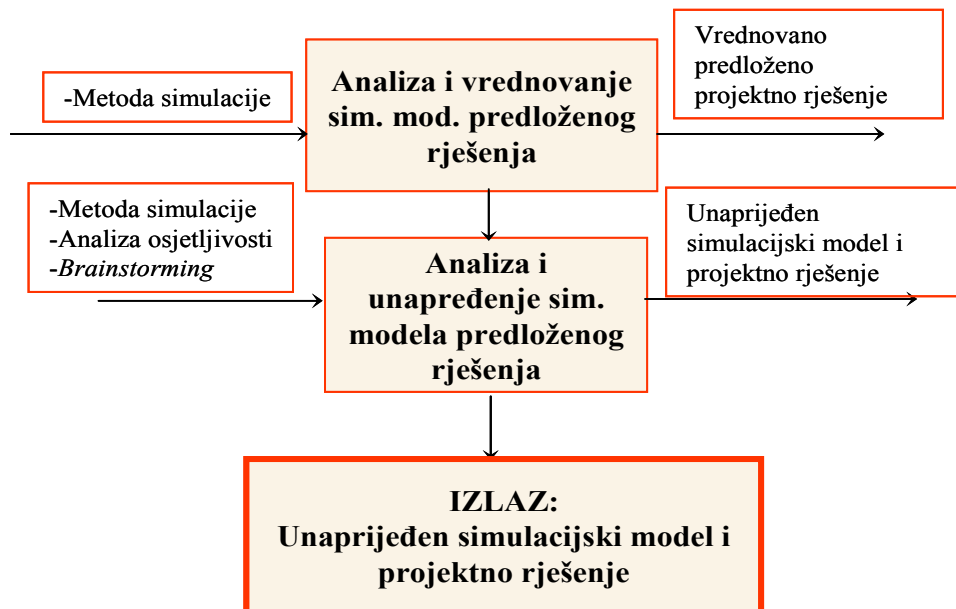 -Metoda simulacije
Analiza i vrednovanje
sim. mod. predloženog
rješenja
Vrednovano
predloženo
projektno rješenje
-Metoda simulacije
-Analiza osjetljivosti
-Brainstorming
Analiza i
unapređenje sim.
modela predloženog
rješenja
Unaprijeđen
simulacijski model i
projektno rješenje
IZLAZ:
Unaprijeđen simulacijski model i
projektno rješenje